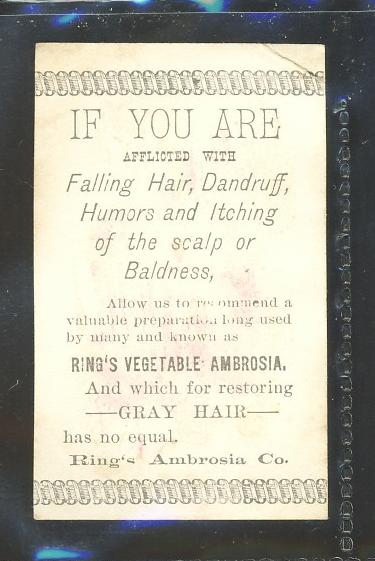 IF YOU ARE
AFFLICTED WITH
Falling Hair, Dandruff,
Humors and Itching
of the scalp or
Baldness,
Allow us to recommend a
valuable preparation long used
by many and known as
RING'S VEGETABLE AMBROSIA.
And which for restoring
—GRAY HAIR—
has no equal.
Ring's Ambrosia Co.